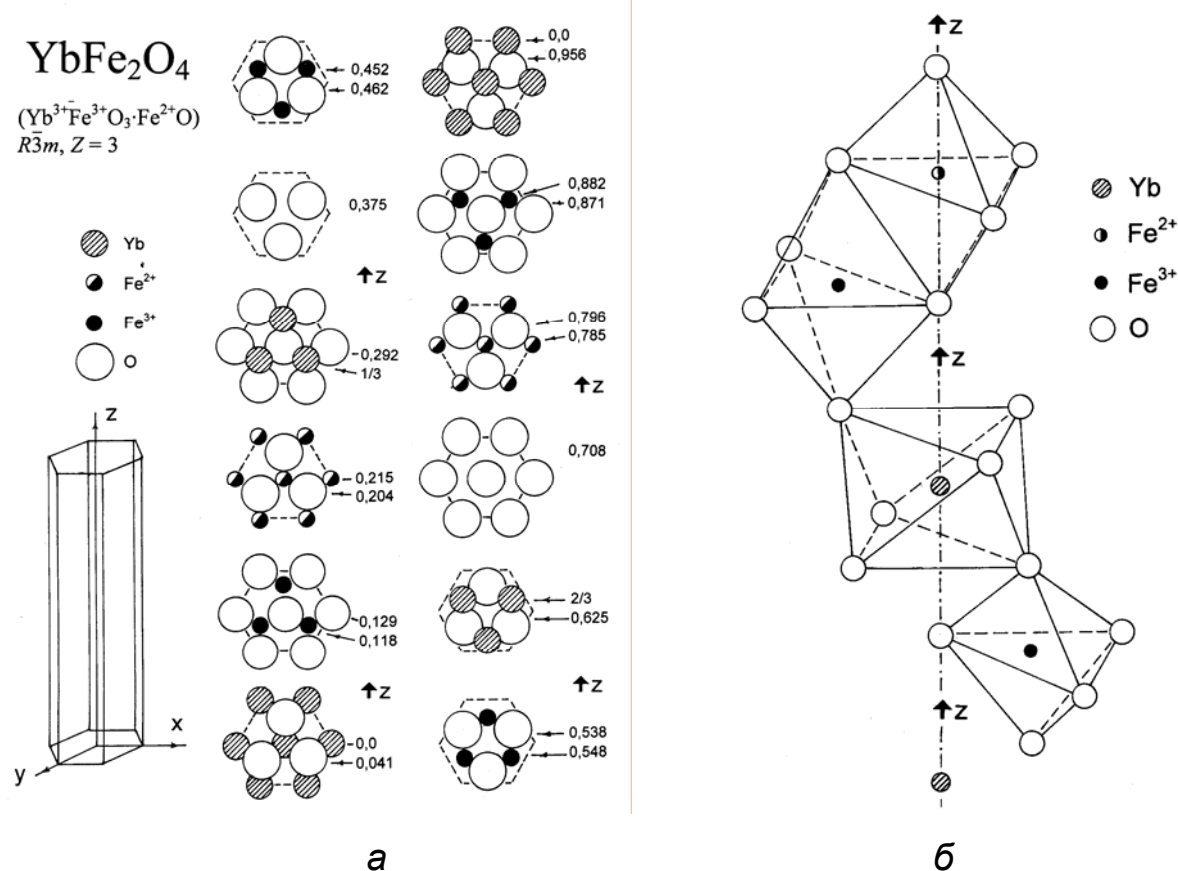 YbFe₂O₄
(Yb³⁺Fe³⁺O₃·Fe²⁺O)
R3̄m, Z = 3
Yb
Fe²⁺
Fe³⁺
O
z
x
y
0,452
0,462
0,375
z
0,292
1/3
0,215
0,204
0,129
0,118
z
0,0
0,041
0,0
0,956
0,882
0,871
0,796
0,785
z
0,708
2/3
0,625
z
0,538
0,548
а
z
z
z
Yb
Fe²⁺
Fe³⁺
O
б